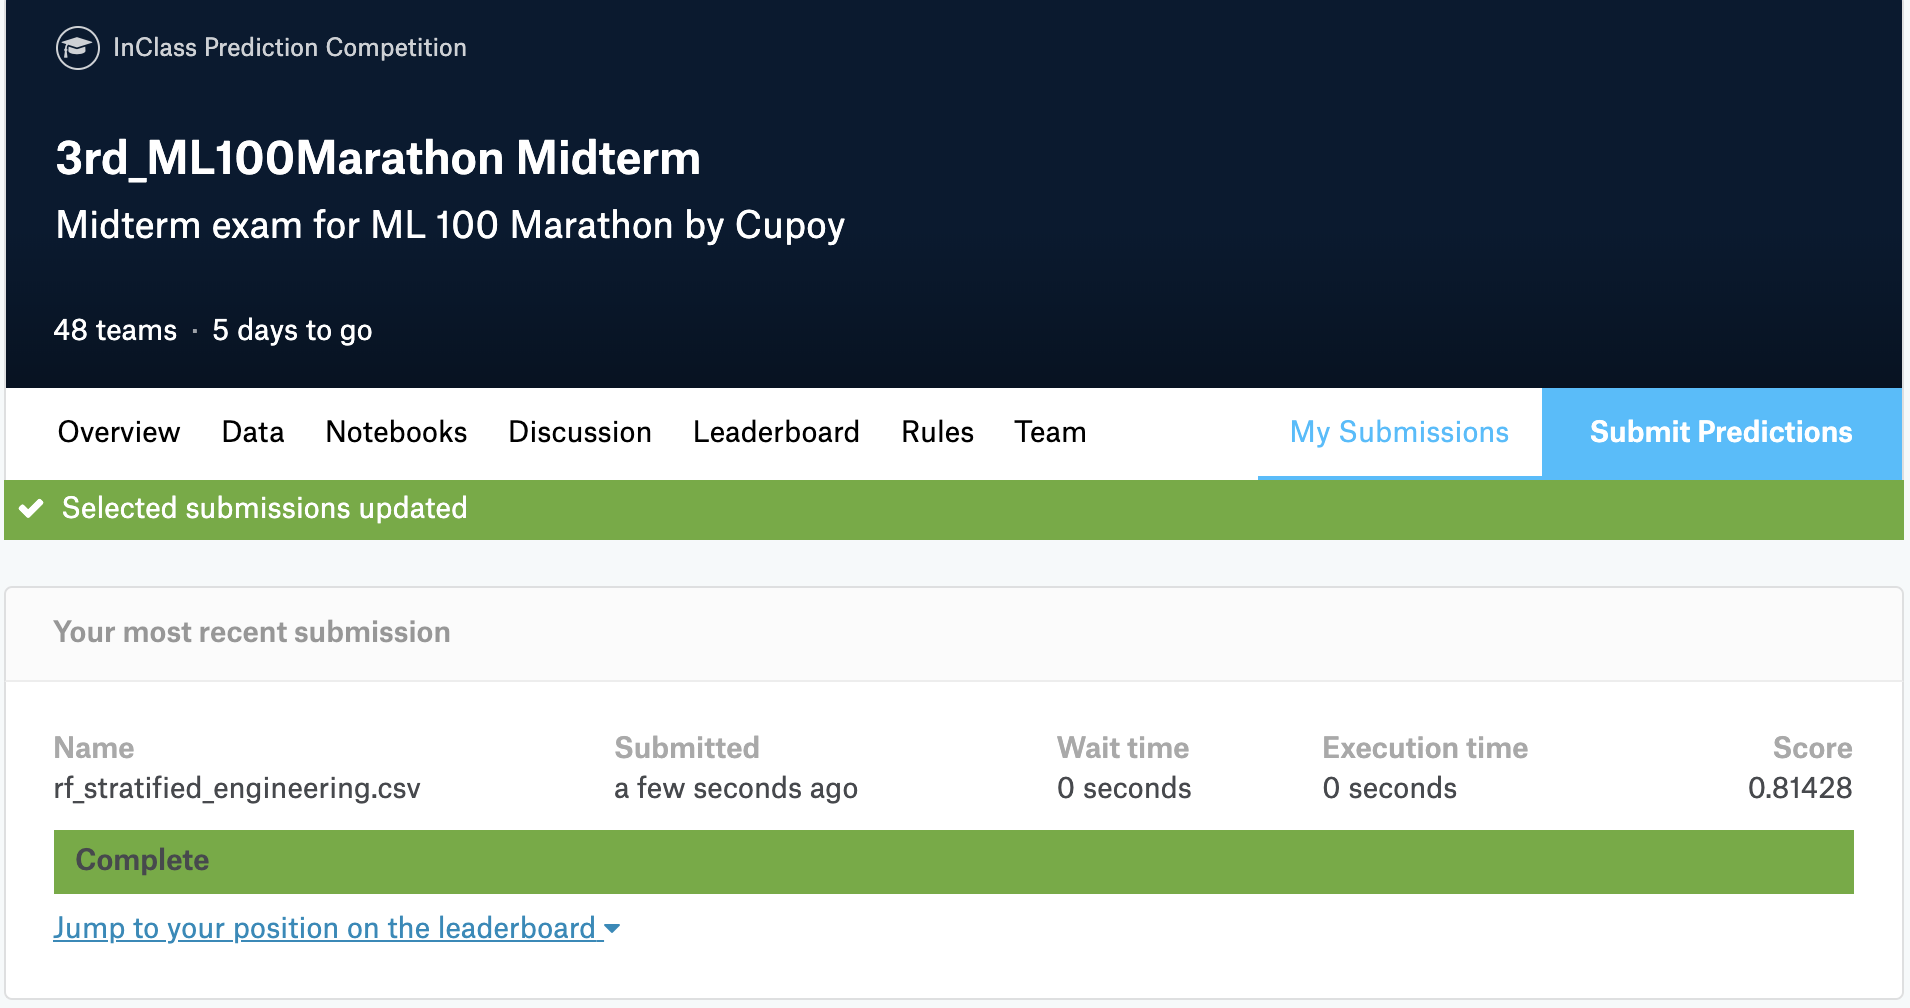 InClass Prediction Competition
3rd_ML100Marathon Midterm
Midterm exam for ML 100 Marathon by Cupoy
48 teams · 5 days to go
Overview Data Notebooks Discussion Leaderboard Rules Team My Submissions Submit Predictions
Selected submissions updated
Your most recent submission
Name Submitted Wait time Execution time Score
rf_stratified_engineering.csv a few seconds ago 0 seconds 0 seconds 0.81428
Complete
Jump to your position on the leaderboard